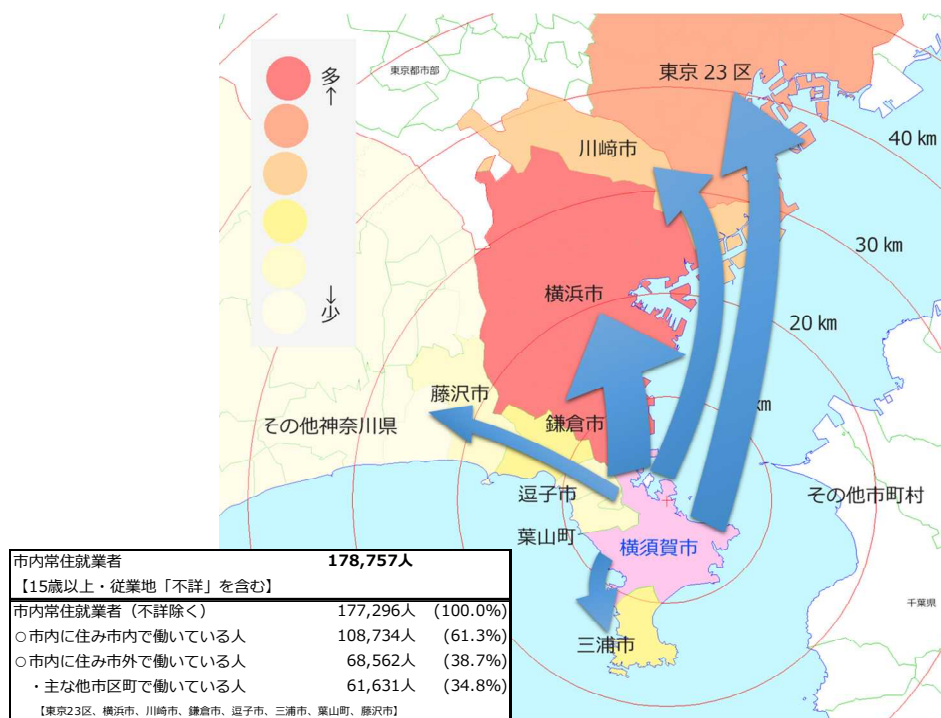 多
↑
↓
少
東京都市部
東京23区
川﨑市
40 km
30 km
横浜市
20 km
藤沢市
km
その他神奈川県
鎌倉市
逗子市
その他市町村
葉山町
横須賀市
千葉県
三浦市
市内常住就業者 178,757人
【15歳以上・従業地「不詳」を含む】
市内常住就業者（不詳除く） 177,296人 (100.0%)
○市内に住み市内で働いている人 108,734人 (61.3%)
○市内に住み市外で働いている人 68,562人 (38.7%)
・主な他市区町で働いている人 61,631人 (34.8%)
【東京23区、横浜市、川崎市、鎌倉市、逗子市、三浦市、葉山町、藤沢市】